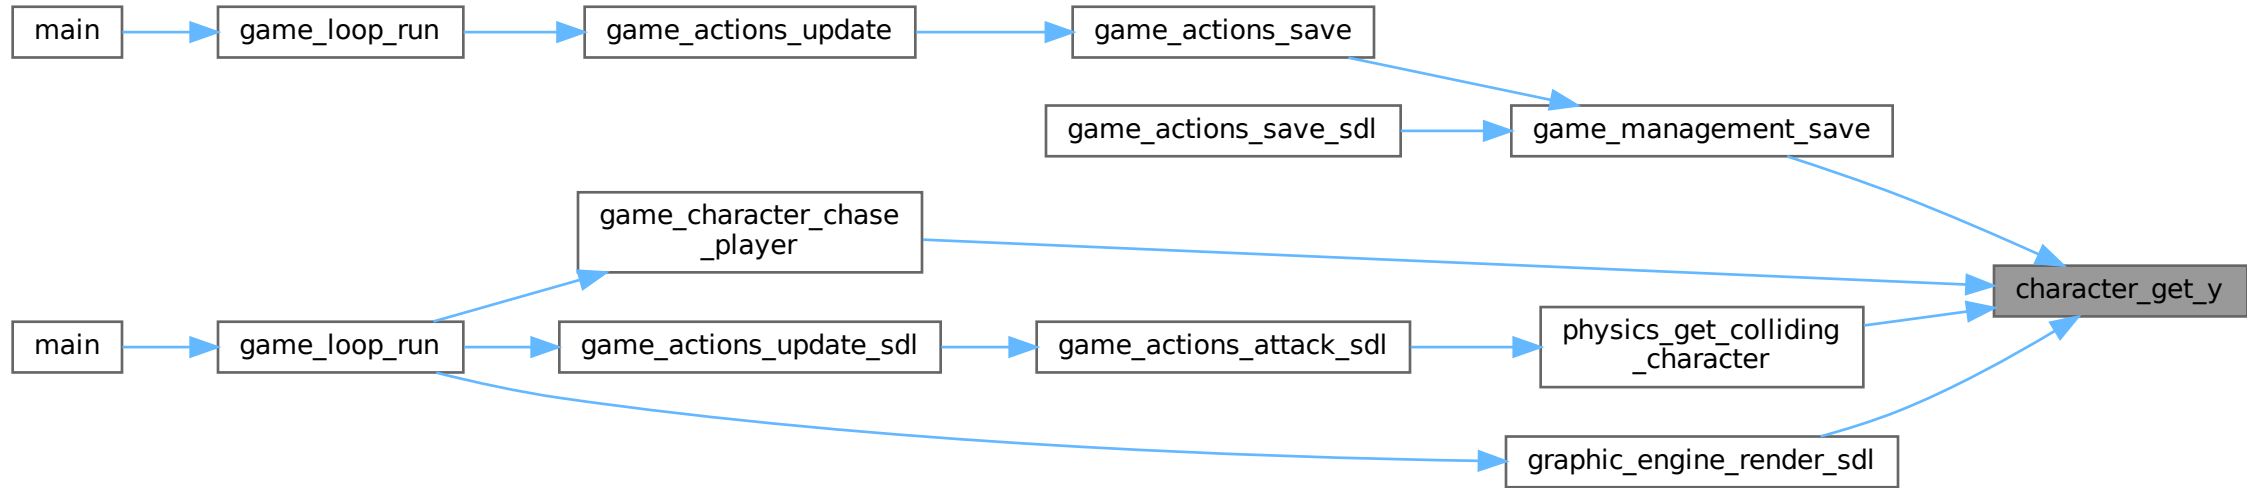 main
game_loop_run
game_actions_update
game_actions_save
game_actions_save_sdl
game_management_save
game_character_chase
_player
character_get_y
main
game_loop_run
game_actions_update_sdl
game_actions_attack_sdl
physics_get_colliding
_character
graphic_engine_render_sdl